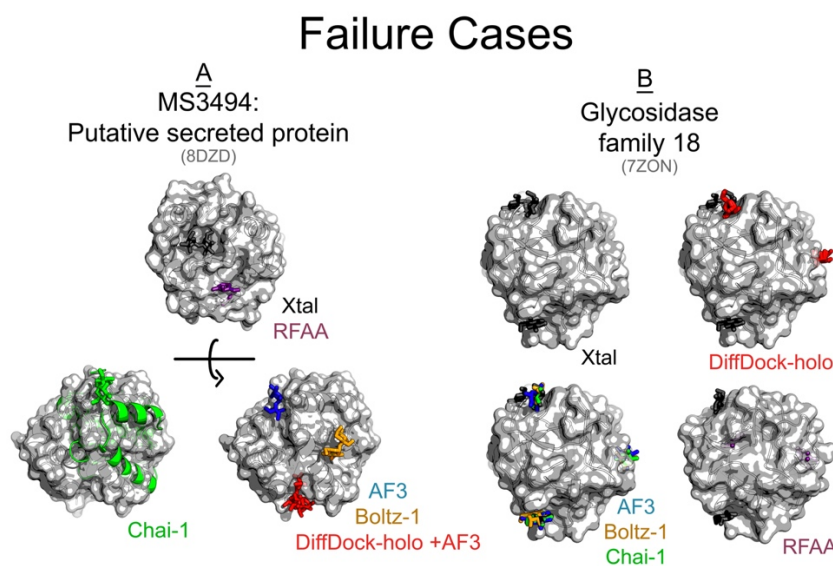 Failure Cases
A
MS3494:
Putative secreted protein
(8DZD)
Xtal
RFAA
Chai-1
AF3
Boltz-1
DiffDock-holo +AF3
B
Glycosidase
family 18
(7ZON)
Xtal
DiffDock-holo
AF3
Boltz-1
Chai-1
RFAA